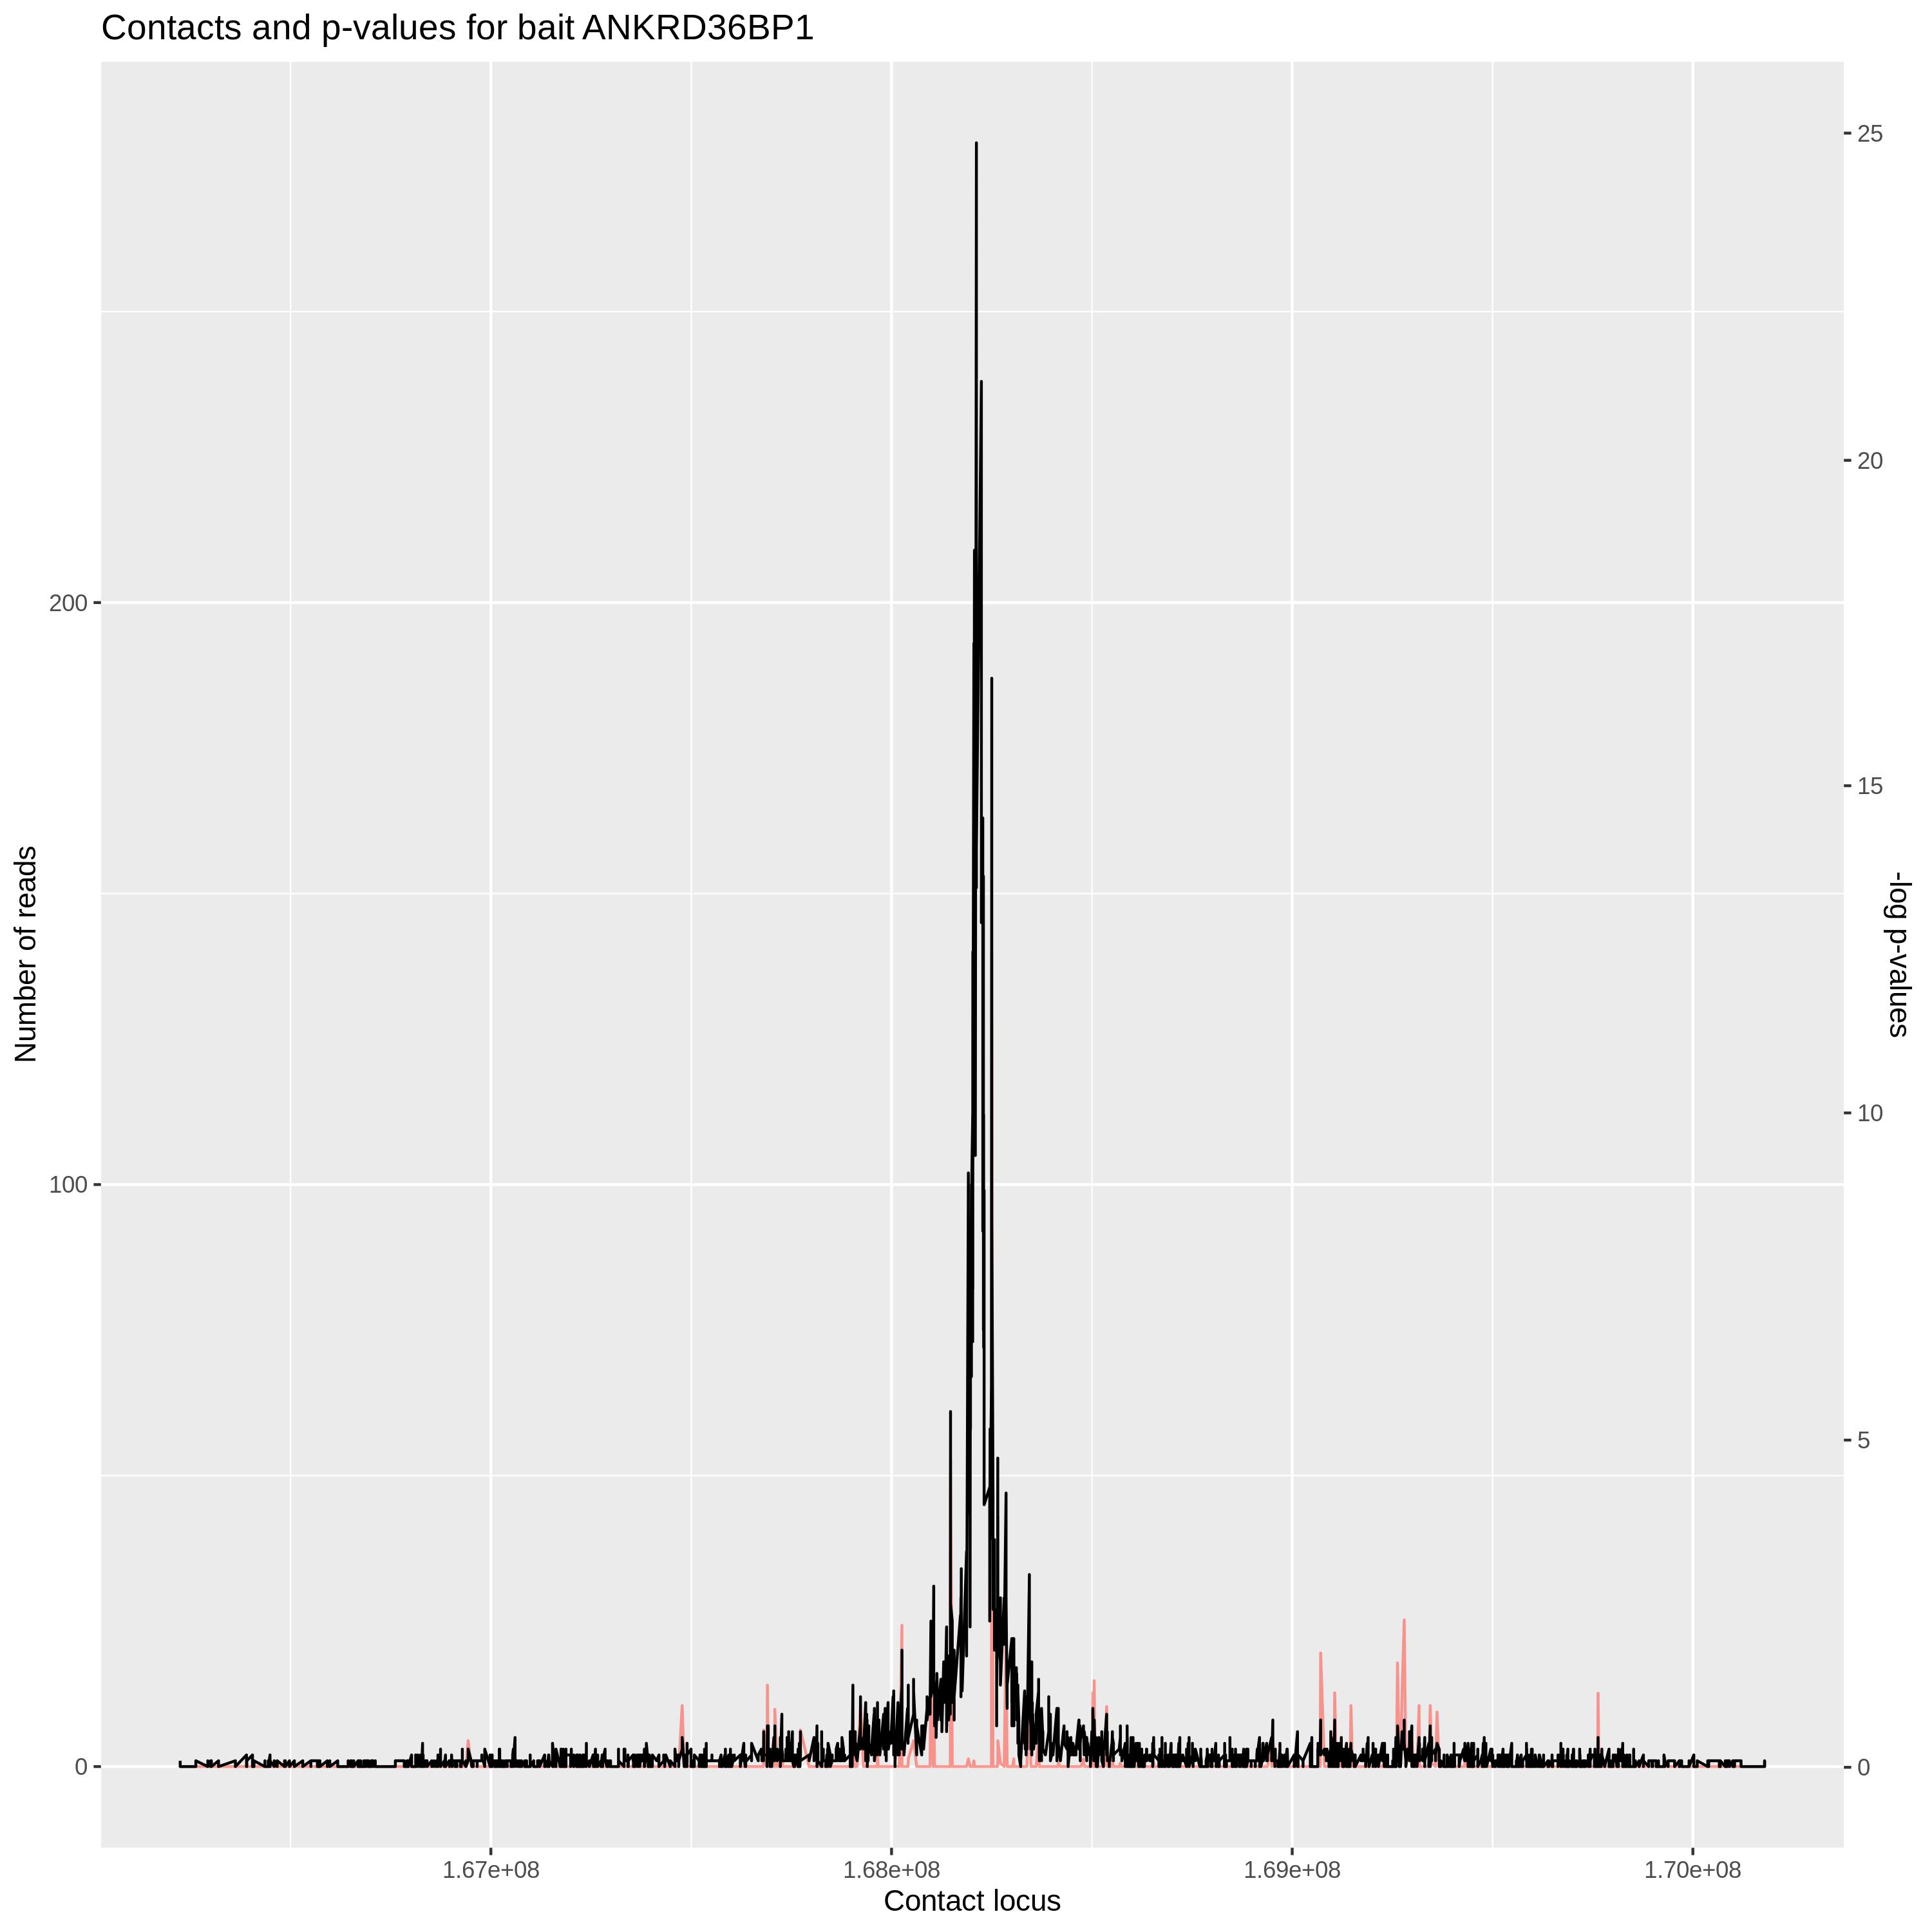 Contacts and p-values for bait ANKRD36BP1
Number of reads
200
100
0
25
20
15
10
5
0
-log p-values
1.67e+08
1.68e+08
1.69e+08
1.70e+08
Contact locus